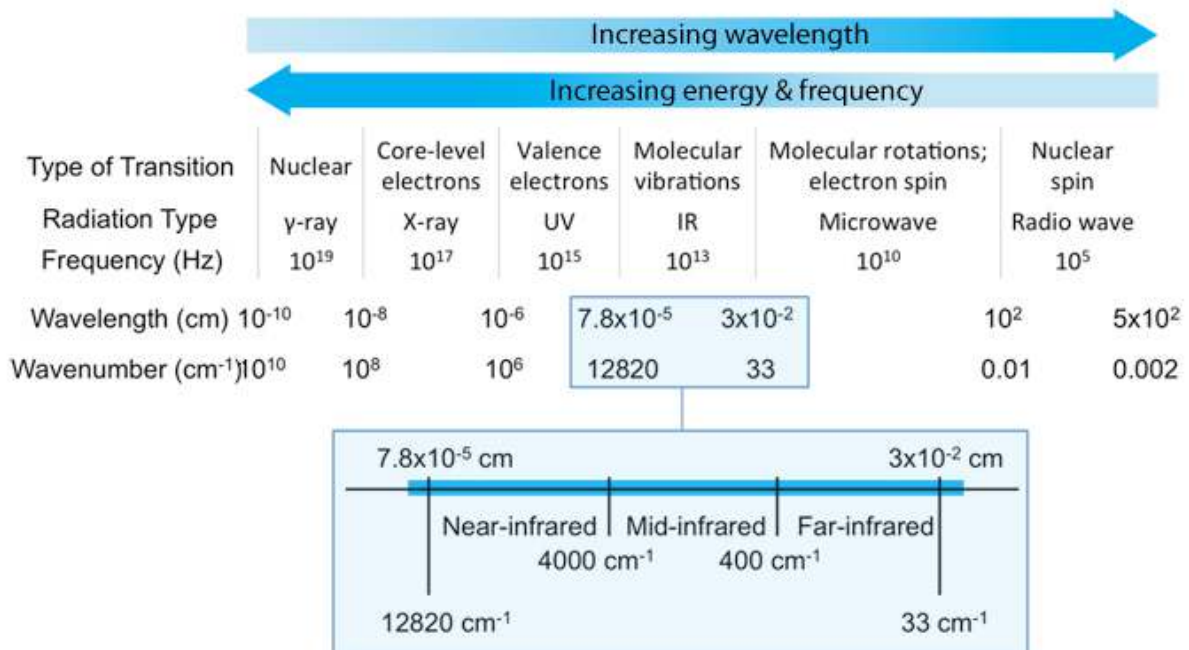 Increasing wavelength
Increasing energy & frequency
Type of Transition Nuclear Core-level electrons Valence electrons Molecular vibrations Molecular rotations; electron spin Nuclear spin
Radiation Type γ-ray X-ray UV IR Microwave Radio wave
Frequency (Hz) 10¹⁹ 10¹⁷ 10¹⁵ 10¹³ 10¹⁰ 10⁵
Wavelength (cm) 10⁻¹⁰ 10⁻⁸ 10⁻⁶ 7.8x10⁻⁵ 3x10⁻² 10² 5x10²
Wavenumber (cm⁻¹)10¹⁰ 10⁸ 10⁶ 12820 33 0.01 0.002
7.8x10⁻⁵ cm 3x10⁻² cm
Near-infrared Mid-infrared Far-infrared
4000 cm⁻¹ 400 cm⁻¹
12820 cm⁻¹ 33 cm⁻¹